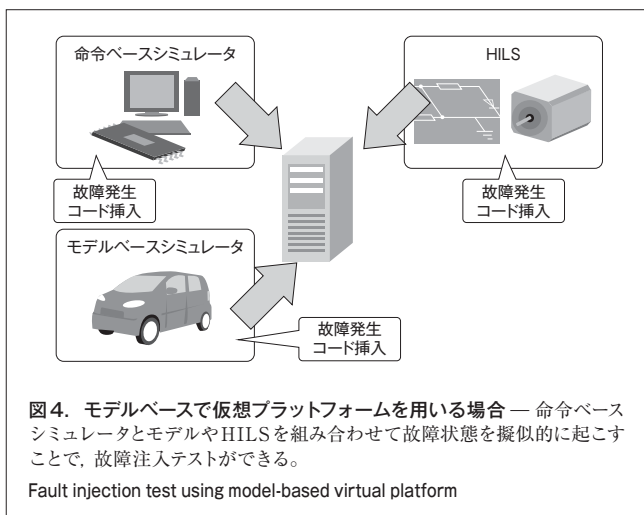 命令ベースシミュレータ
故障発生
コード挿入
HILS
故障発生
コード挿入
モデルベースシミュレータ
故障発生
コード挿入
図4. モデルベースで仮想プラットフォームを用いる場合 — 命令ベース
シミュレータとモデルやHILSを組み合わせて故障状態を擬似的に起こす
ことで，故障注入テストができる。
Fault injection test using model-based virtual platform